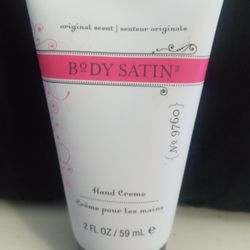 original scent | senteur originale
BODY SATIN
{Nº 9760}
Hand Creme
Crème pour les mains
2 FL OZ / 59 mL e